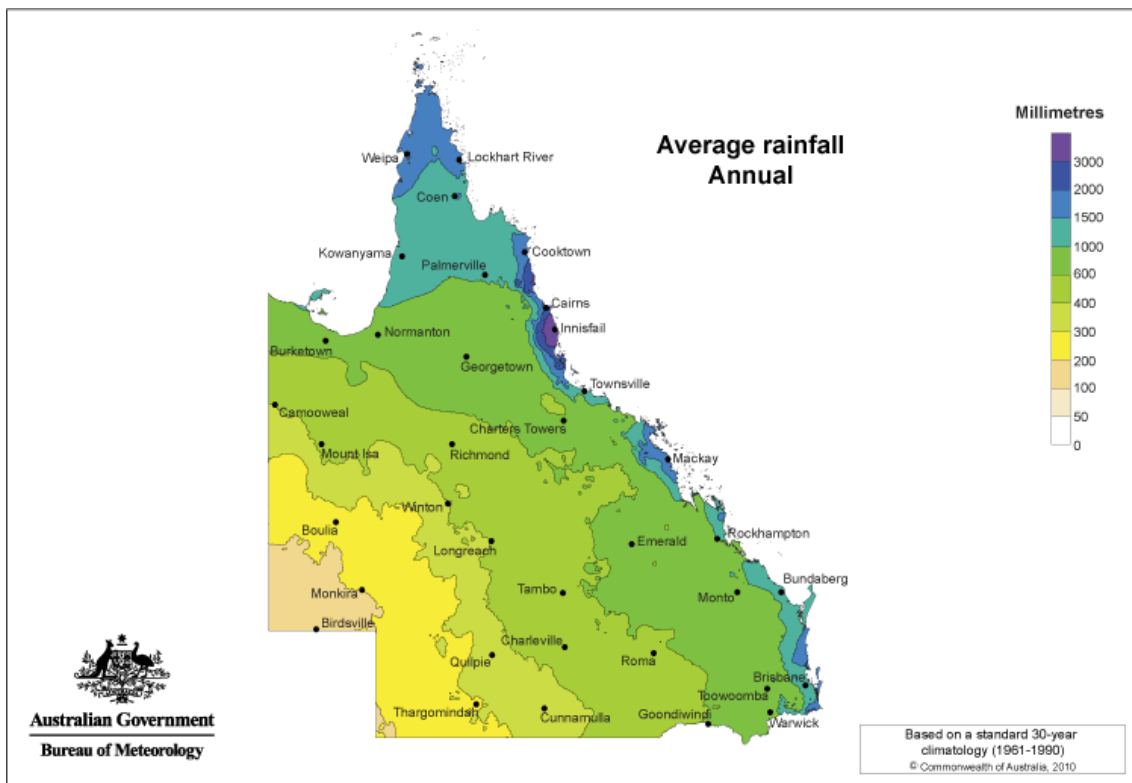 Average rainfall
Annual
Millimetres
3000
2000
1500
1000
600
400
300
200
100
50
0
Weipa
Lockhart River
Coen
Kowanyama
Cooktown
Palmerville
Cairns
Innisfail
Normanton
Burketown
Georgetown
Townsville
Camooweal
Charters Towers
Mount Isa
Richmond
Mackay
Winton
Boulia
Longreach
Emerald
Rockhampton
Monkira
Tambo
Monto
Bundaberg
Birdsville
Charleville
Quilpie
Roma
Brisbane
Toowoomba
Thargomindah
Cunnamulla
Goondiwindi
Warwick
Australian Government
Bureau of Meteorology
Based on a standard 30-year
climatology (1961-1990)
© Commonwealth of Australia, 2010